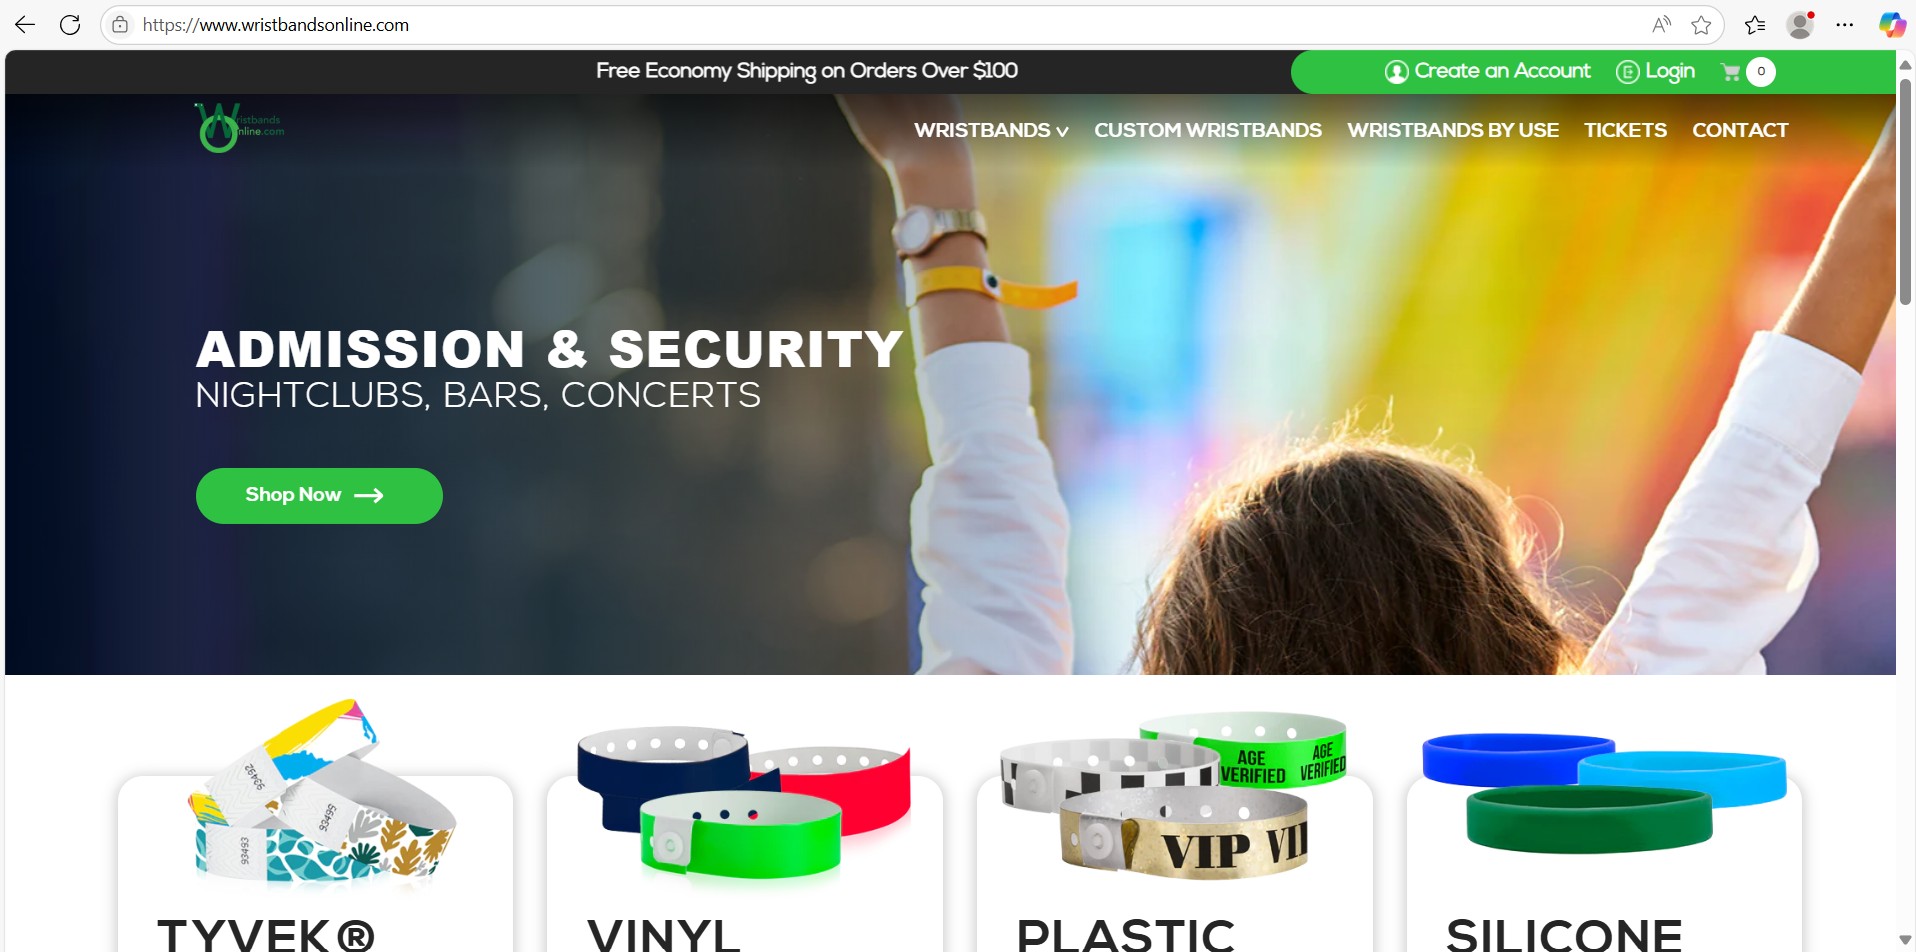 https://www.wristbandsonline.com
Free Economy Shipping on Orders Over $100
Create an Account
Login
0
Wristbands
Online.com
WRISTBANDS
CUSTOM WRISTBANDS
WRISTBANDS BY USE
TICKETS
CONTACT
ADMISSION & SECURITY
NIGHTCLUBS, BARS, CONCERTS
Shop Now
93492
93495
93493
AGE VERIFIED
AGE VERIFIED
VIP VI
TYVEK®
VINYL
PLASTIC
SILICONE